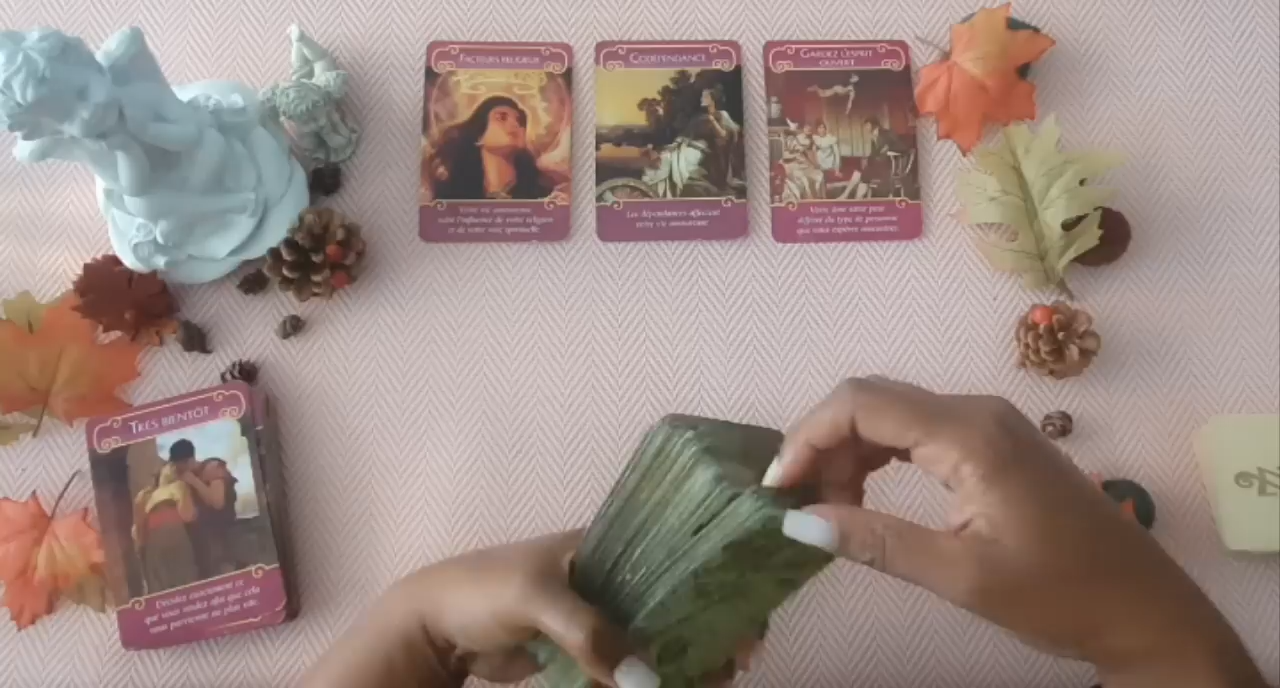 FACTEURS RELIGIEUX
Votre vie amoureuse
subit l'influence de votre religion
et de votre voie spirituelle.
CODÉPENDANCE
Les dépendances affectent
votre vie amoureuse.
GARDEZ L'ESPRIT
OUVERT
Votre âme sœur peut
différer du type de personne
que vous espérez rencontrer.
TRÈS BIENTÔT
Décidez exactement ce
que vous voulez afin que cela
vous parvienne au plus vite.